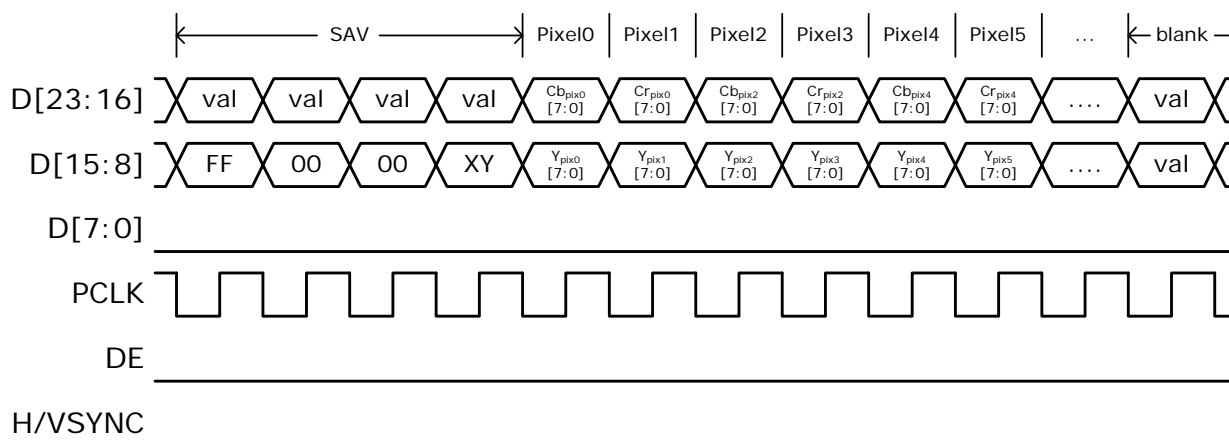 SAV Pixel0 Pixel1 Pixel2 Pixel3 Pixel4 Pixel5 ... blank
D[23:16] val val val val Cbpix0 [7:0] Crpix0 [7:0] Cbpix2 [7:0] Crpix2 [7:0] Cbpix4 [7:0] Crpix4 [7:0] .... val
D[15:8] FF 00 00 XY Ypix0 [7:0] Ypix1 [7:0] Ypix2 [7:0] Ypix3 [7:0] Ypix4 [7:0] Ypix5 [7:0] .... val
D[7:0]
PCLK
DE
H/VSYNC